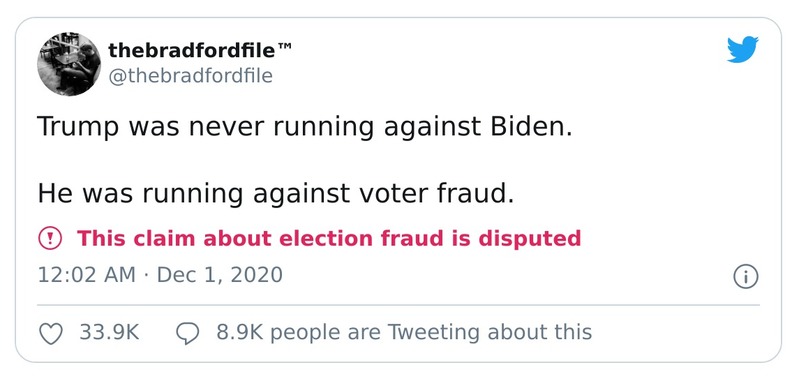 thebradfordfile™
@thebradfordfile
Trump was never running against Biden.
He was running against voter fraud.
This claim about election fraud is disputed
12:02 AM · Dec 1, 2020
33.9K 8.9K people are Tweeting about this